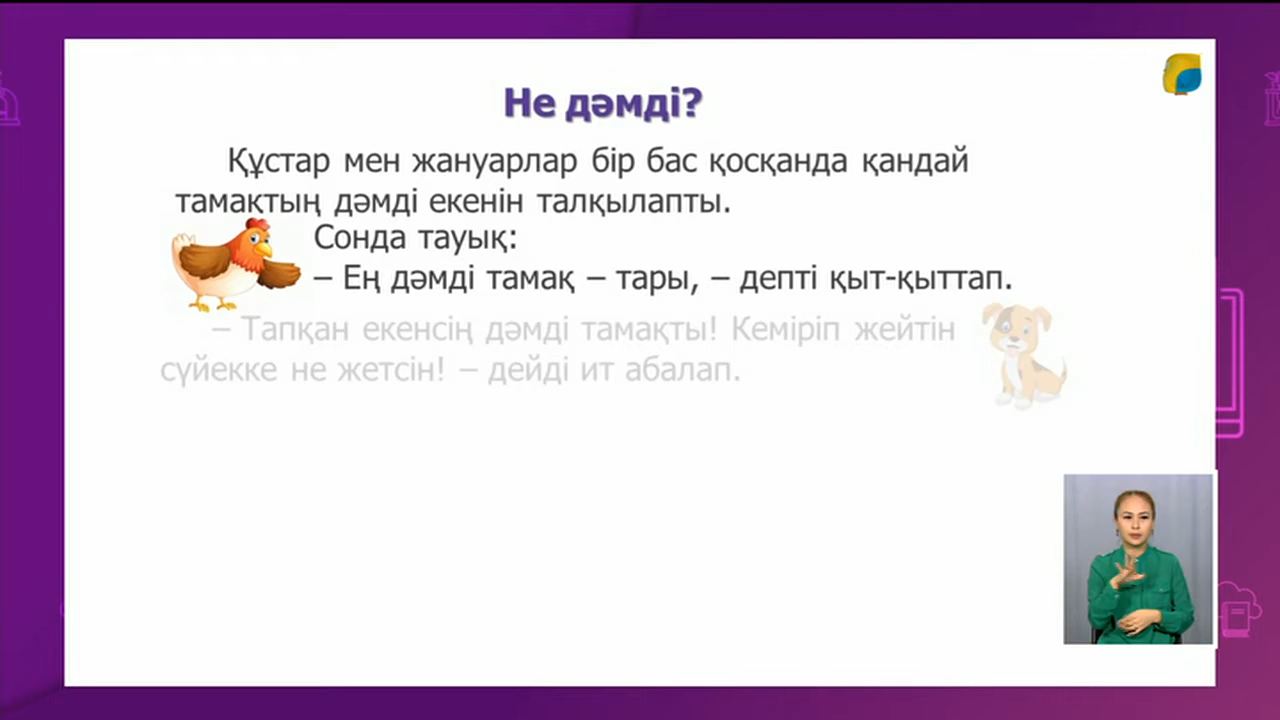 Не дәмді?
Құстар мен жануарлар бір бас қосқанда қандай
тамақтың дәмді екенін талқылапты.
Сонда тауық:
– Ең дәмді тамақ – тары, – депті қыт-қыттап.
– Тапқан екенсің дәмді тамақты! Кеміріп жейтін
сүйекке не жетсін! – дейді ит абалап.